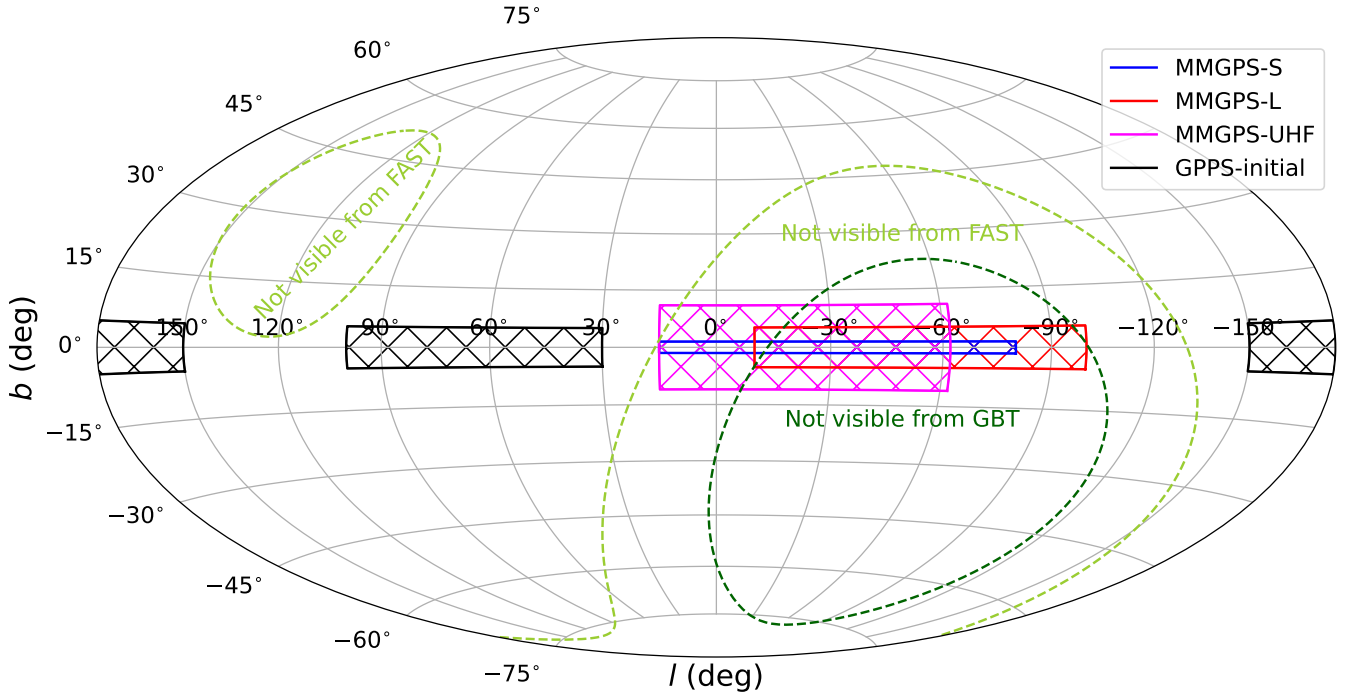 75°
60°
45°
30°
15°
0°
−15°
−30°
−45°
−60°
−75°
b (deg)
l (deg)
150° 120° 90° 60° 30° 0° −30° −60° −90° −120° −150°
MMGPS-S
MMGPS-L
MMGPS-UHF
GPPS-initial
Not visible from FAST
Not visible from FAST
Not visible from GBT